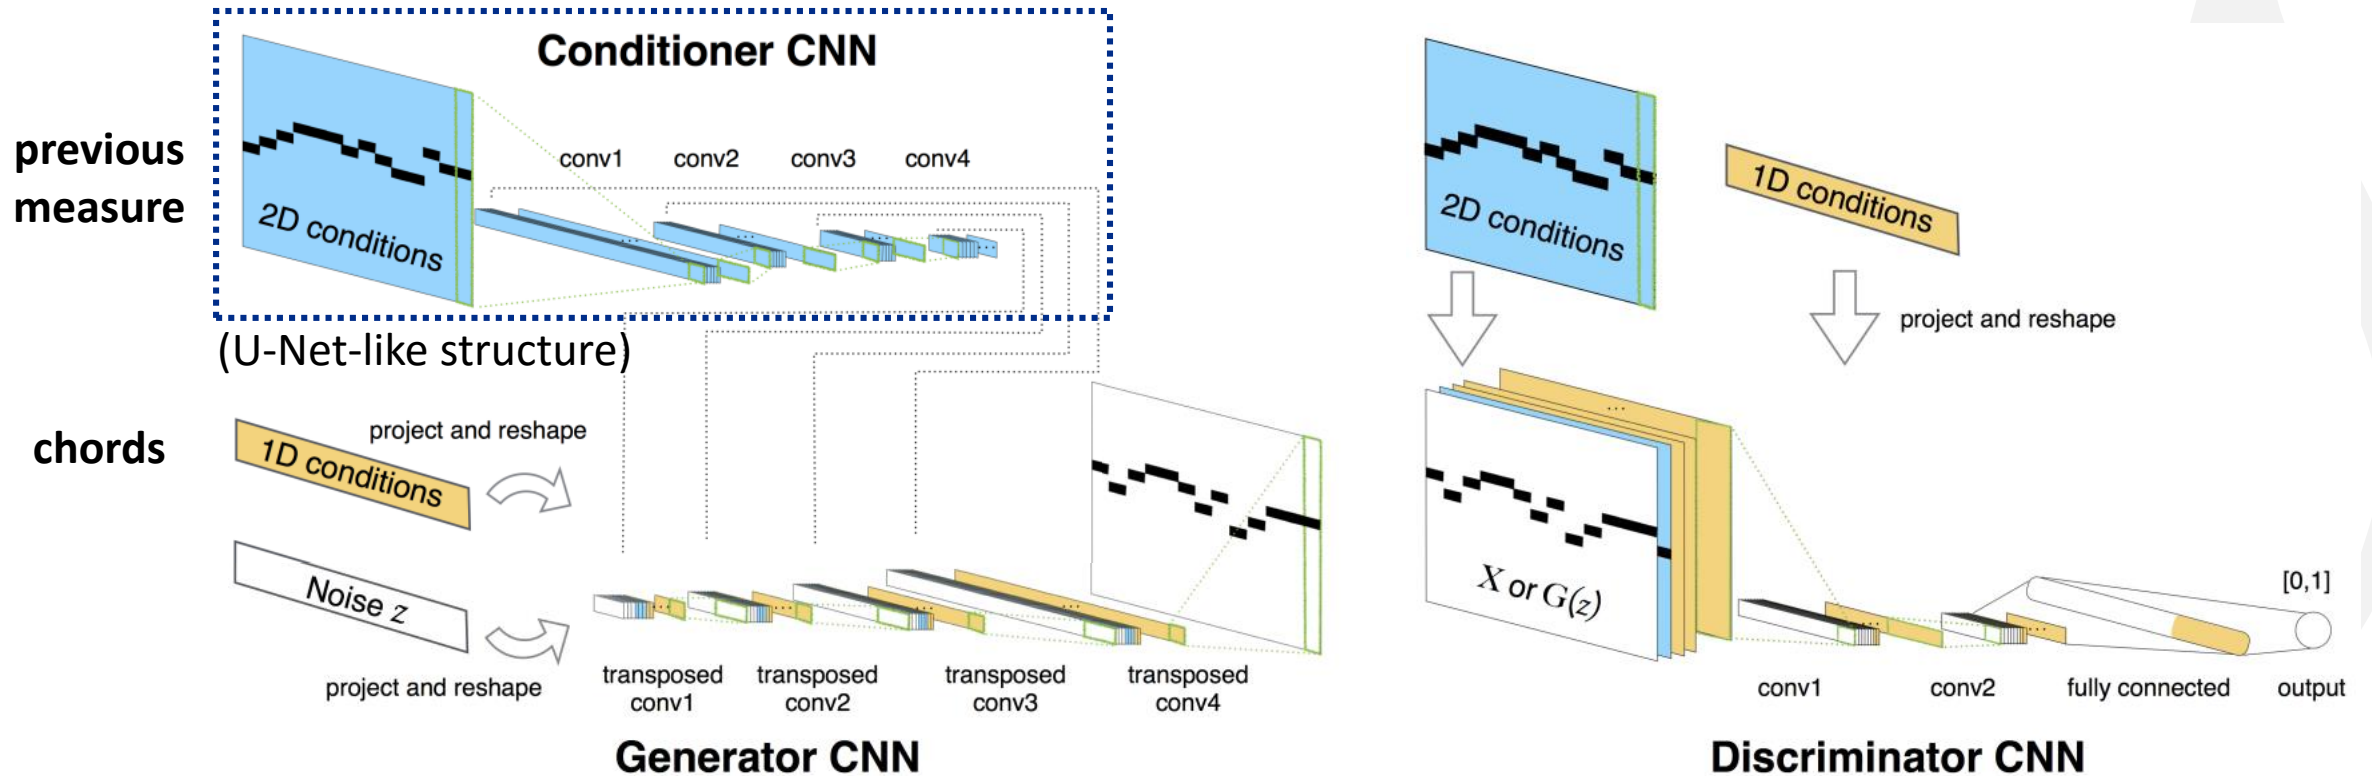 Conditioner CNN
previous
measure
2D conditions
conv1 conv2 conv3 conv4
(U-Net-like structure)
chords
1D conditions
project and reshape
Noise z
project and reshape
transposed
conv1
transposed
conv2
transposed
conv3
transposed
conv4
Generator CNN
2D conditions
1D conditions
project and reshape
X or G(z)
[0,1]
conv1 conv2 fully connected output
Discriminator CNN